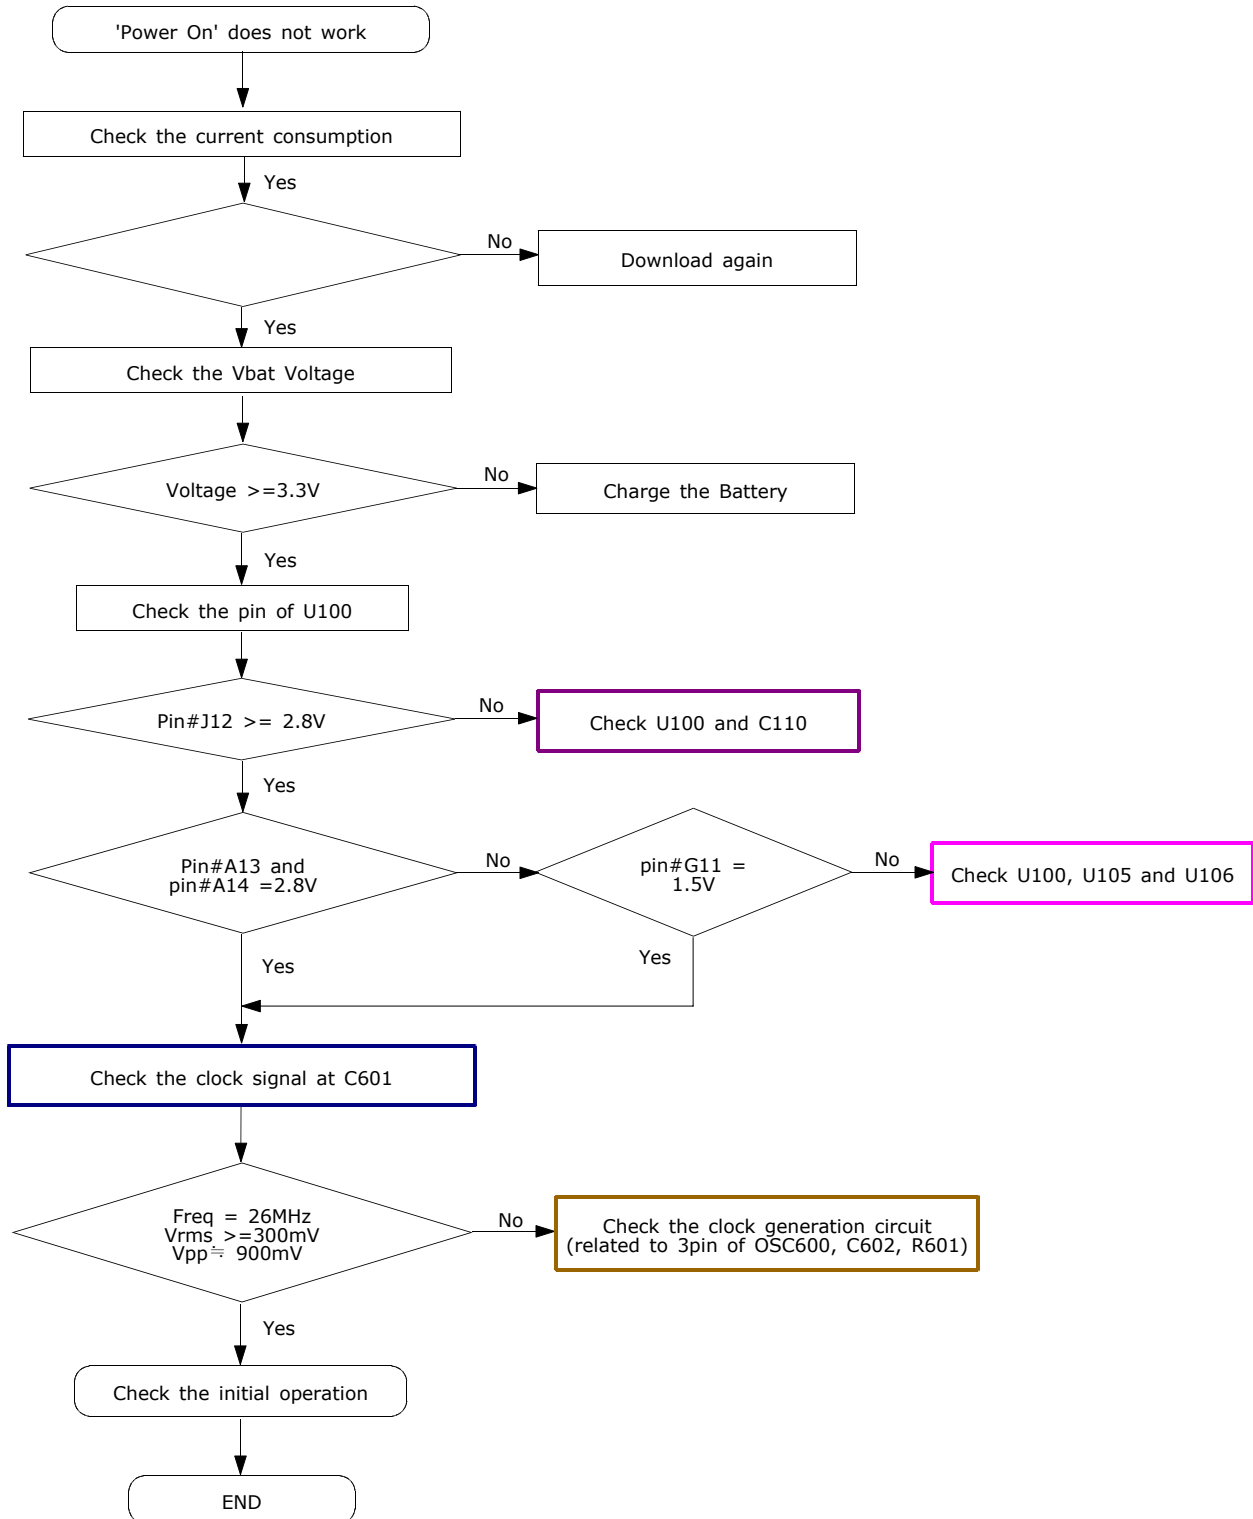 'Power On' does not work
Check the current consumption
Yes
No
Download again
Yes
Check the Vbat Voltage
Voltage >=3.3V
No
Charge the Battery
Yes
Check the pin of U100
Pin#J12 >= 2.8V
No
Check U100 and C110
Yes
Pin#A13 and
pin#A14 =2.8V
No
pin#G11 =
1.5V
No
Check U100, U105 and U106
Yes
Yes
Check the clock signal at C601
Freq = 26MHz
Vrms >=300mV
Vpp≒ 900mV
No
Check the clock generation circuit
(related to 3pin of OSC600, C602, R601)
Yes
Check the initial operation
END